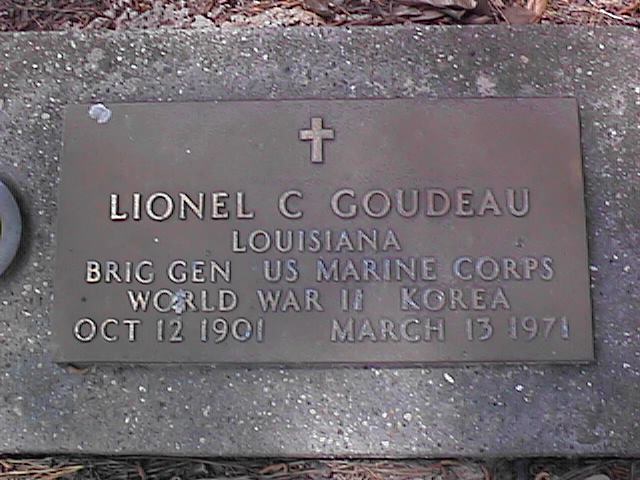 LIONEL C GOUDEAU
LOUISIANA
BRIG GEN US MARINE CORPS
WORLD WAR II KOREA
OCT 12 1901 MARCH 13 1971